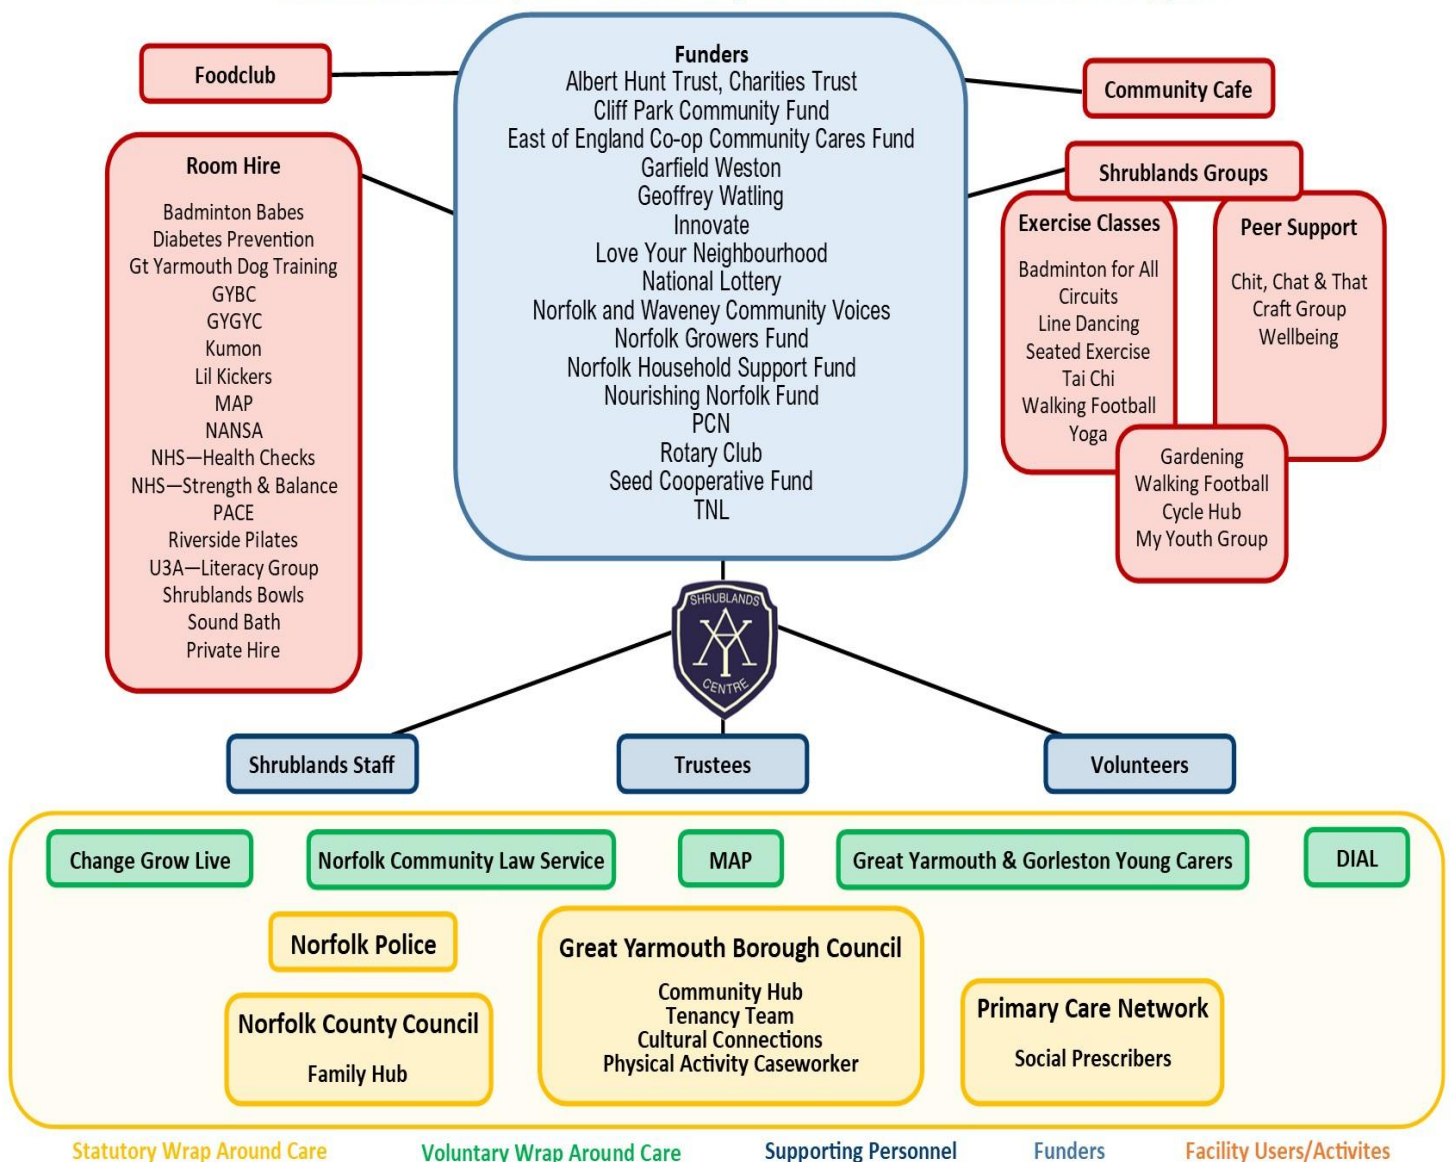 Foodclub
Funders
Albert Hunt Trust, Charities Trust
Cliff Park Community Fund
East of England Co-op Community Cares Fund
Garfield Weston
Geoffrey Watling
Innovate
Love Your Neighbourhood
National Lottery
Norfolk and Waveney Community Voices
Norfolk Growers Fund
Norfolk Household Support Fund
Nourishing Norfolk Fund
PCN
Rotary Club
Seed Cooperative Fund
TNL
Community Cafe
Room Hire
Badminton Babes
Diabetes Prevention
Gt Yarmouth Dog Training
GYBC
GYGYC
Kumon
Lil Kickers
MAP
NANSA
NHS—Health Checks
NHS—Strength & Balance
PACE
Riverside Pilates
U3A—Literacy Group
Shrublands Bowls
Sound Bath
Private Hire
Shrublands Groups
Exercise Classes
Badminton for All
Circuits
Line Dancing
Seated Exercise
Tai Chi
Walking Football
Yoga
Peer Support
Chit, Chat & That
Craft Group
Wellbeing
Gardening
Walking Football
Cycle Hub
My Youth Group
SHRUBLANDS
CENTRE
Shrublands Staff
Trustees
Volunteers
Change Grow Live
Norfolk Community Law Service
MAP
Great Yarmouth & Gorleston Young Carers
DIAL
Norfolk Police
Great Yarmouth Borough Council
Community Hub
Tenancy Team
Cultural Connections
Physical Activity Caseworker
Norfolk County Council
Family Hub
Primary Care Network
Social Prescribers
Statutory Wrap Around Care
Voluntary Wrap Around Care
Supporting Personnel
Funders
Facility Users/Activites